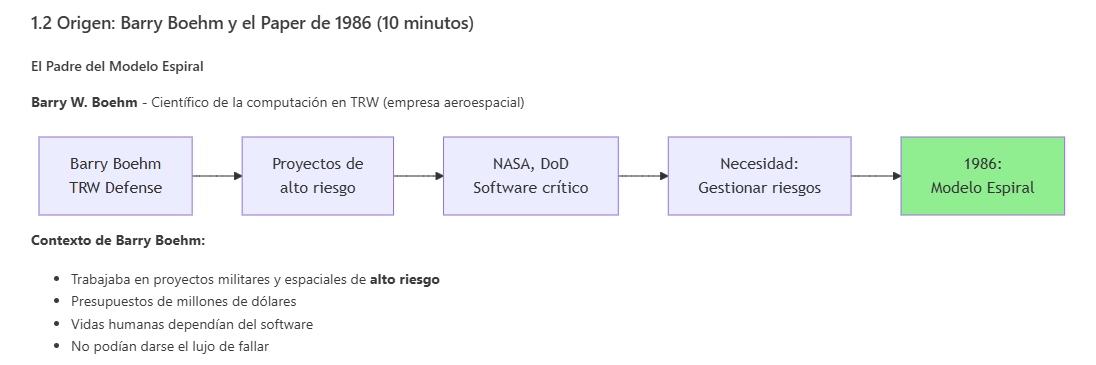 1.2 Origen: Barry Boehm y el Paper de 1986 (10 minutos)
El Padre del Modelo Espiral
Barry W. Boehm - Científico de la computación en TRW (empresa aeroespacial)
Barry Boehm
TRW Defense
Proyectos de
alto riesgo
NASA, DoD
Software crítico
Necesidad:
Gestionar riesgos
1986:
Modelo Espiral
Contexto de Barry Boehm:
• Trabajaba en proyectos militares y espaciales de alto riesgo
• Presupuestos de millones de dólares
• Vidas humanas dependían del software
• No podían darse el lujo de fallar